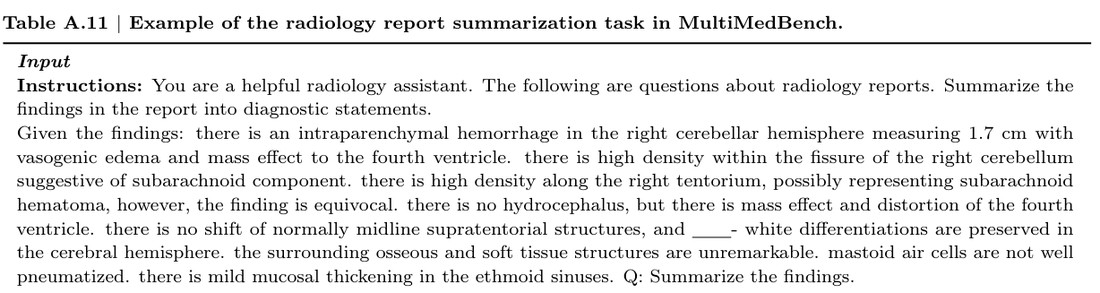 Table A.11 | Example of the radiology report summarization task in MultiMedBench.
Input
Instructions: You are a helpful radiology assistant. The following are questions about radiology reports. Summarize the
findings in the report into diagnostic statements.
Given the findings: there is an intraparenchymal hemorrhage in the right cerebellar hemisphere measuring 1.7 cm with
vasogenic edema and mass effect to the fourth ventricle. there is high density within the fissure of the right cerebellum
suggestive of subarachnoid component. there is high density along the right tentorium, possibly representing subarachnoid
hematoma, however, the finding is equivocal. there is no hydrocephalus, but there is mass effect and distortion of the fourth
ventricle. there is no shift of normally midline supratentorial structures, and ___- white differentiations are preserved in
the cerebral hemisphere. the surrounding osseous and soft tissue structures are unremarkable. mastoid air cells are not well
pneumatized. there is mild mucosal thickening in the ethmoid sinuses. Q: Summarize the findings.